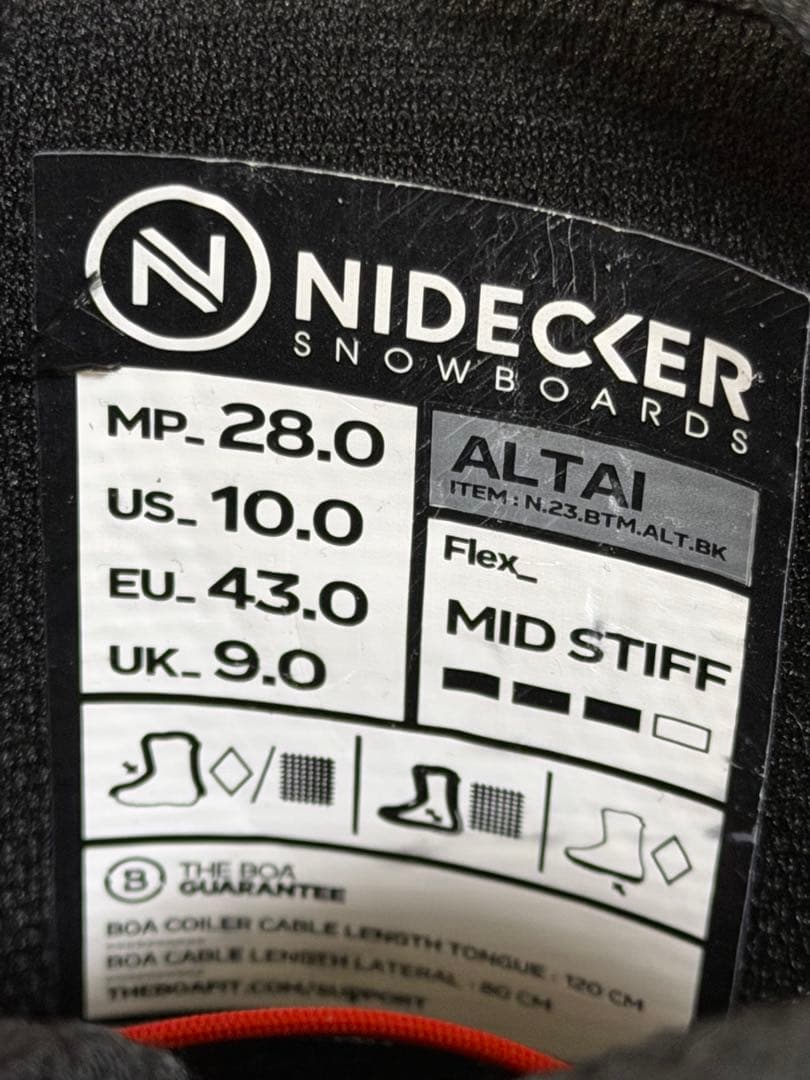 N
NIDECKER
SNOWBOARDS
MP_ 28.0
US_ 10.0
EU_ 43.0
UK_ 9.0
ALTAI
ITEM : N.23.BTM.ALT.BK
Flex_
MID STIFF
B THE BOA
GUARANTEE
BOA COILER CABLE LENGTH TONGUE : 120 CM
BOA CABLE LENGTH LATERAL : 80 CM
THEBOAFIT.COM/SUPPORT